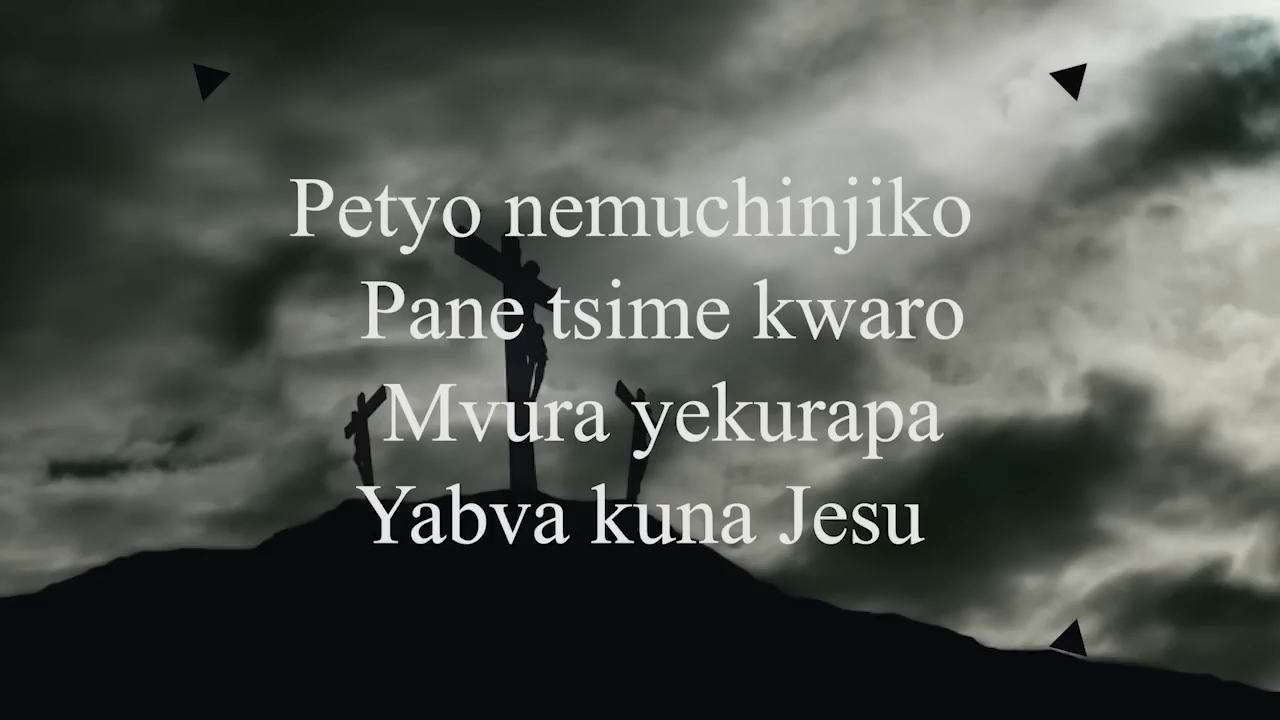 Petyo nemuchinjiko
Pane tsime kwaro
Mvura yekurapa
Yabva kuna Jesu